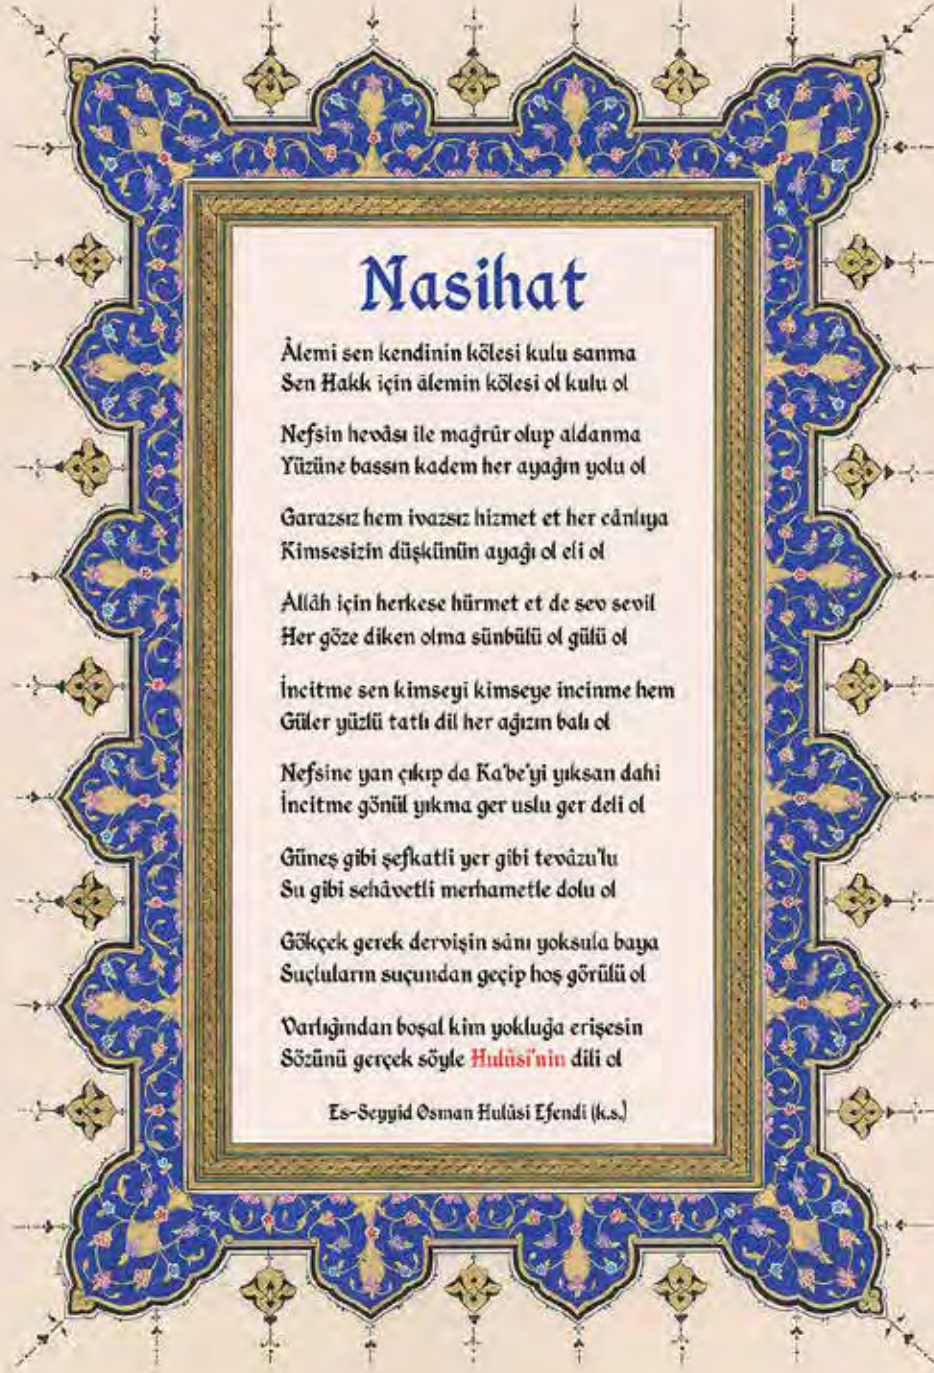 Nasihat
Âlemi sen kendinin kölesi kulu sanma
Sen Hakk için âlemin kölesi ol kulu ol
Nefsin hevâsı ile mağrûr olup aldanma
Yüzüne bassın kadem her ayağın yolu ol
Garazsız hem ivazsız hizmet et her cânlıya
Kimsesizin düşkünün ayağı ol eli ol
Allâh için herkese hürmet et de sev sevil
Her göze diken olma sünbülü ol gülü ol
İncitme sen kimseyi kimseye incinme hem
Güler yüzlü tatlı dil her ağızın balı ol
Nefsine yan çıkıp da Ka'be'yi yıksan dahi
İncitme gönül yıkma ger uslu ger deli ol
Güneş gibi şefkatli yer gibi tevâzu'lu
Su gibi sehâvetli merhametle dolu ol
Gökçek gerek dervişin sânı yoksula baya
Suçluların suçundan geçip hoş görülü ol
Varlığından boşal kim yokluğa erişesin
Sözünü gerçek söyle Hulûsi'nin dili ol
Es-Seyyid Osman Hulûsi Efendi (k.s.)